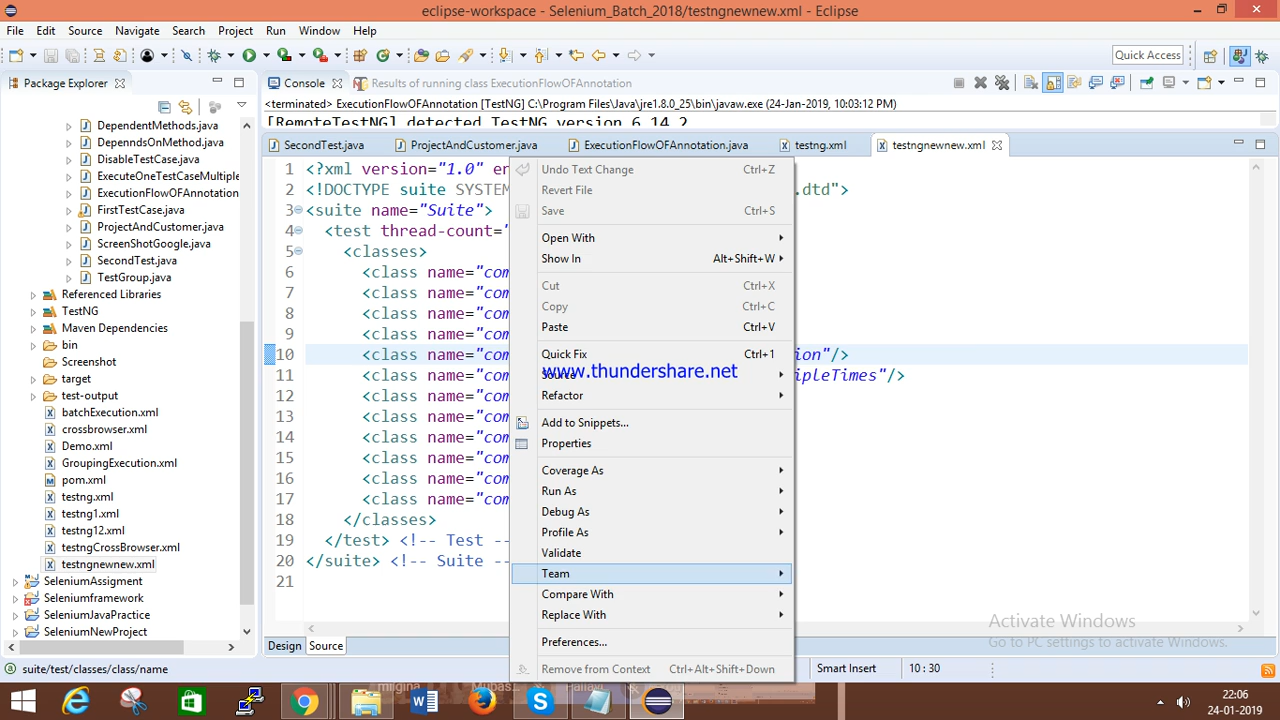 eclipse-workspace - Selenium_Batch_2018/testngnewnew.xml - Eclipse
File Edit Source Navigate Search Project Run Window Help
Quick Access
Package Explorer
Console
Results of running class ExecutionFlowOFAnnotation
<terminated> ExecutionFlowOFAnnotation [TestNG] C:\Program Files\Java\jre1.8.0_25\bin\javaw.exe (24-Jan-2019, 10:03:12 PM)
[RemoteTestNG] detected TestNG version 6.14.2
DependentMethods.java
DepenndsOnMethod.java
DisableTestCase.java
ExecuteOneTestCaseMultiple
ExecutionFlowOFAnnotation
FirstTestCase.java
ProjectAndCustomer.java
ScreenShotGoogle.java
SecondTest.java
TestGroup.java
Referenced Libraries
TestNG
Maven Dependencies
bin
Screenshot
target
test-output
batchExecution.xml
crossbrowser.xml
Demo.xml
GroupingExecution.xml
pom.xml
testng.xml
testng1.xml
testng12.xml
testngCrossBrowser.xml
testngnewnew.xml
SeleniumAssigment
Seleniumframework
SeleniumJavaPractice
SeleniumNewProject
SecondTest.java ProjectAndCustomer.java ExecutionFlowOFAnnotation.java testng.xml testngnewnew.xml
1 <?xml version="1.0" en
2 <!DOCTYPE suite SYSTEM .dtd">
3 <suite name="Suite">
4 <test thread-count="
5 <classes>
6 <class name="com
7 <class name="com
8 <class name="com
9 <class name="com
10 <class name="com ion"/>
11 <class name="com ipleTimes"/>
12 <class name="com
13 <class name="com
14 <class name="com
15 <class name="com
16 <class name="com
17 <class name="com
18 </classes>
19 </test> <!-- Test --
20 </suite> <!-- Suite --
21
Undo Text Change Ctrl+Z
Revert File
Save Ctrl+S
Open With
Show In Alt+Shift+W
Cut Ctrl+X
Copy Ctrl+C
Paste Ctrl+V
Quick Fix Ctrl+1
www.thundershare.net
Source
Refactor
Add to Snippets...
Properties
Coverage As
Run As
Debug As
Profile As
Validate
Team
Compare With
Replace With
Preferences...
Remove from Context Ctrl+Alt+Shift+Down
Activate Windows
Go to PC settings to activate Windows.
Design Source
suite/test/classes/class/name
Smart Insert
10 : 30
22:06
24-01-2019